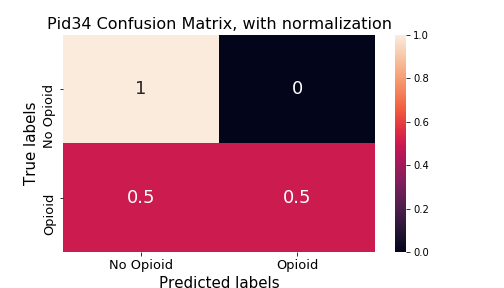 Pid34 Confusion Matrix, with normalization
True labels
No Opioid
Opioid
1
0
0.5
0.5
No Opioid
Opioid
Predicted labels
1.0
0.8
0.6
0.4
0.2
0.0